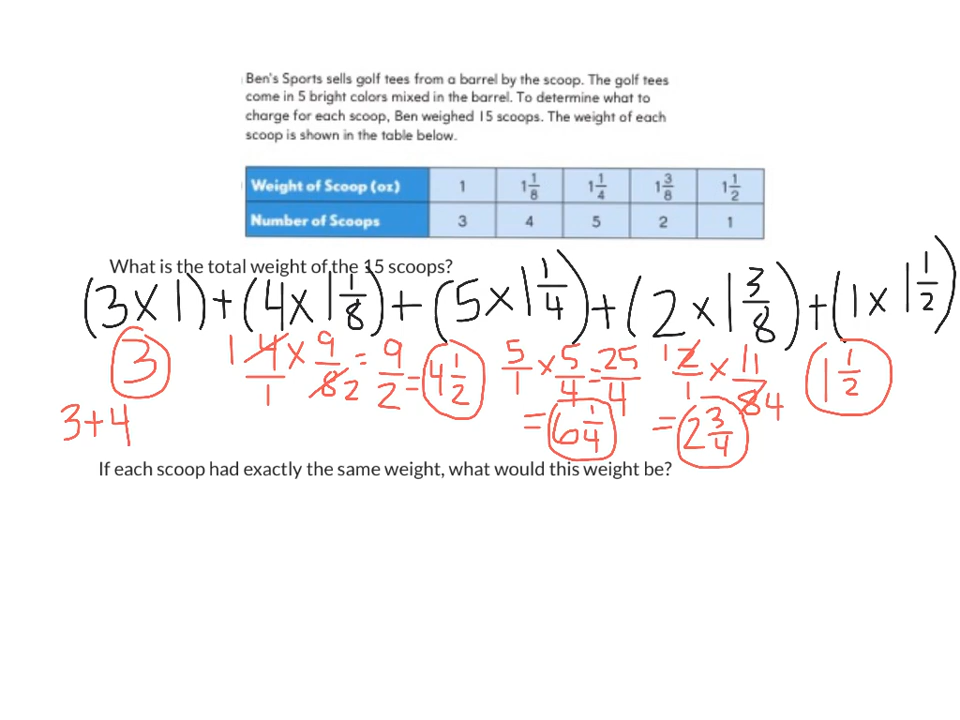 Ben's Sports sells golf tees from a barrel by the scoop. The golf tees
come in 5 bright colors mixed in the barrel. To determine what to
charge for each scoop, Ben weighed 15 scoops. The weight of each
scoop is shown in the table below.
Weight of Scoop (oz) 1 1 1/8 1 1/4 1 3/8 1 1/2
Number of Scoops 3 4 5 2 1
What is the total weight of the 15 scoops?
(3 x 1) + (4 x 1 1/8) + (5 x 1 1/4) + (2 x 1 3/8) + (1 x 1 1/2)
3 1 4/1 x 9/8 2 = 9/2 = 4 1/2 5/1 x 5/4 = 25/4 1 2/1 x 11/8 4 1 1/2
3 + 4 = 6 1/4 = 2 3/4
If each scoop had exactly the same weight, what would this weight be?